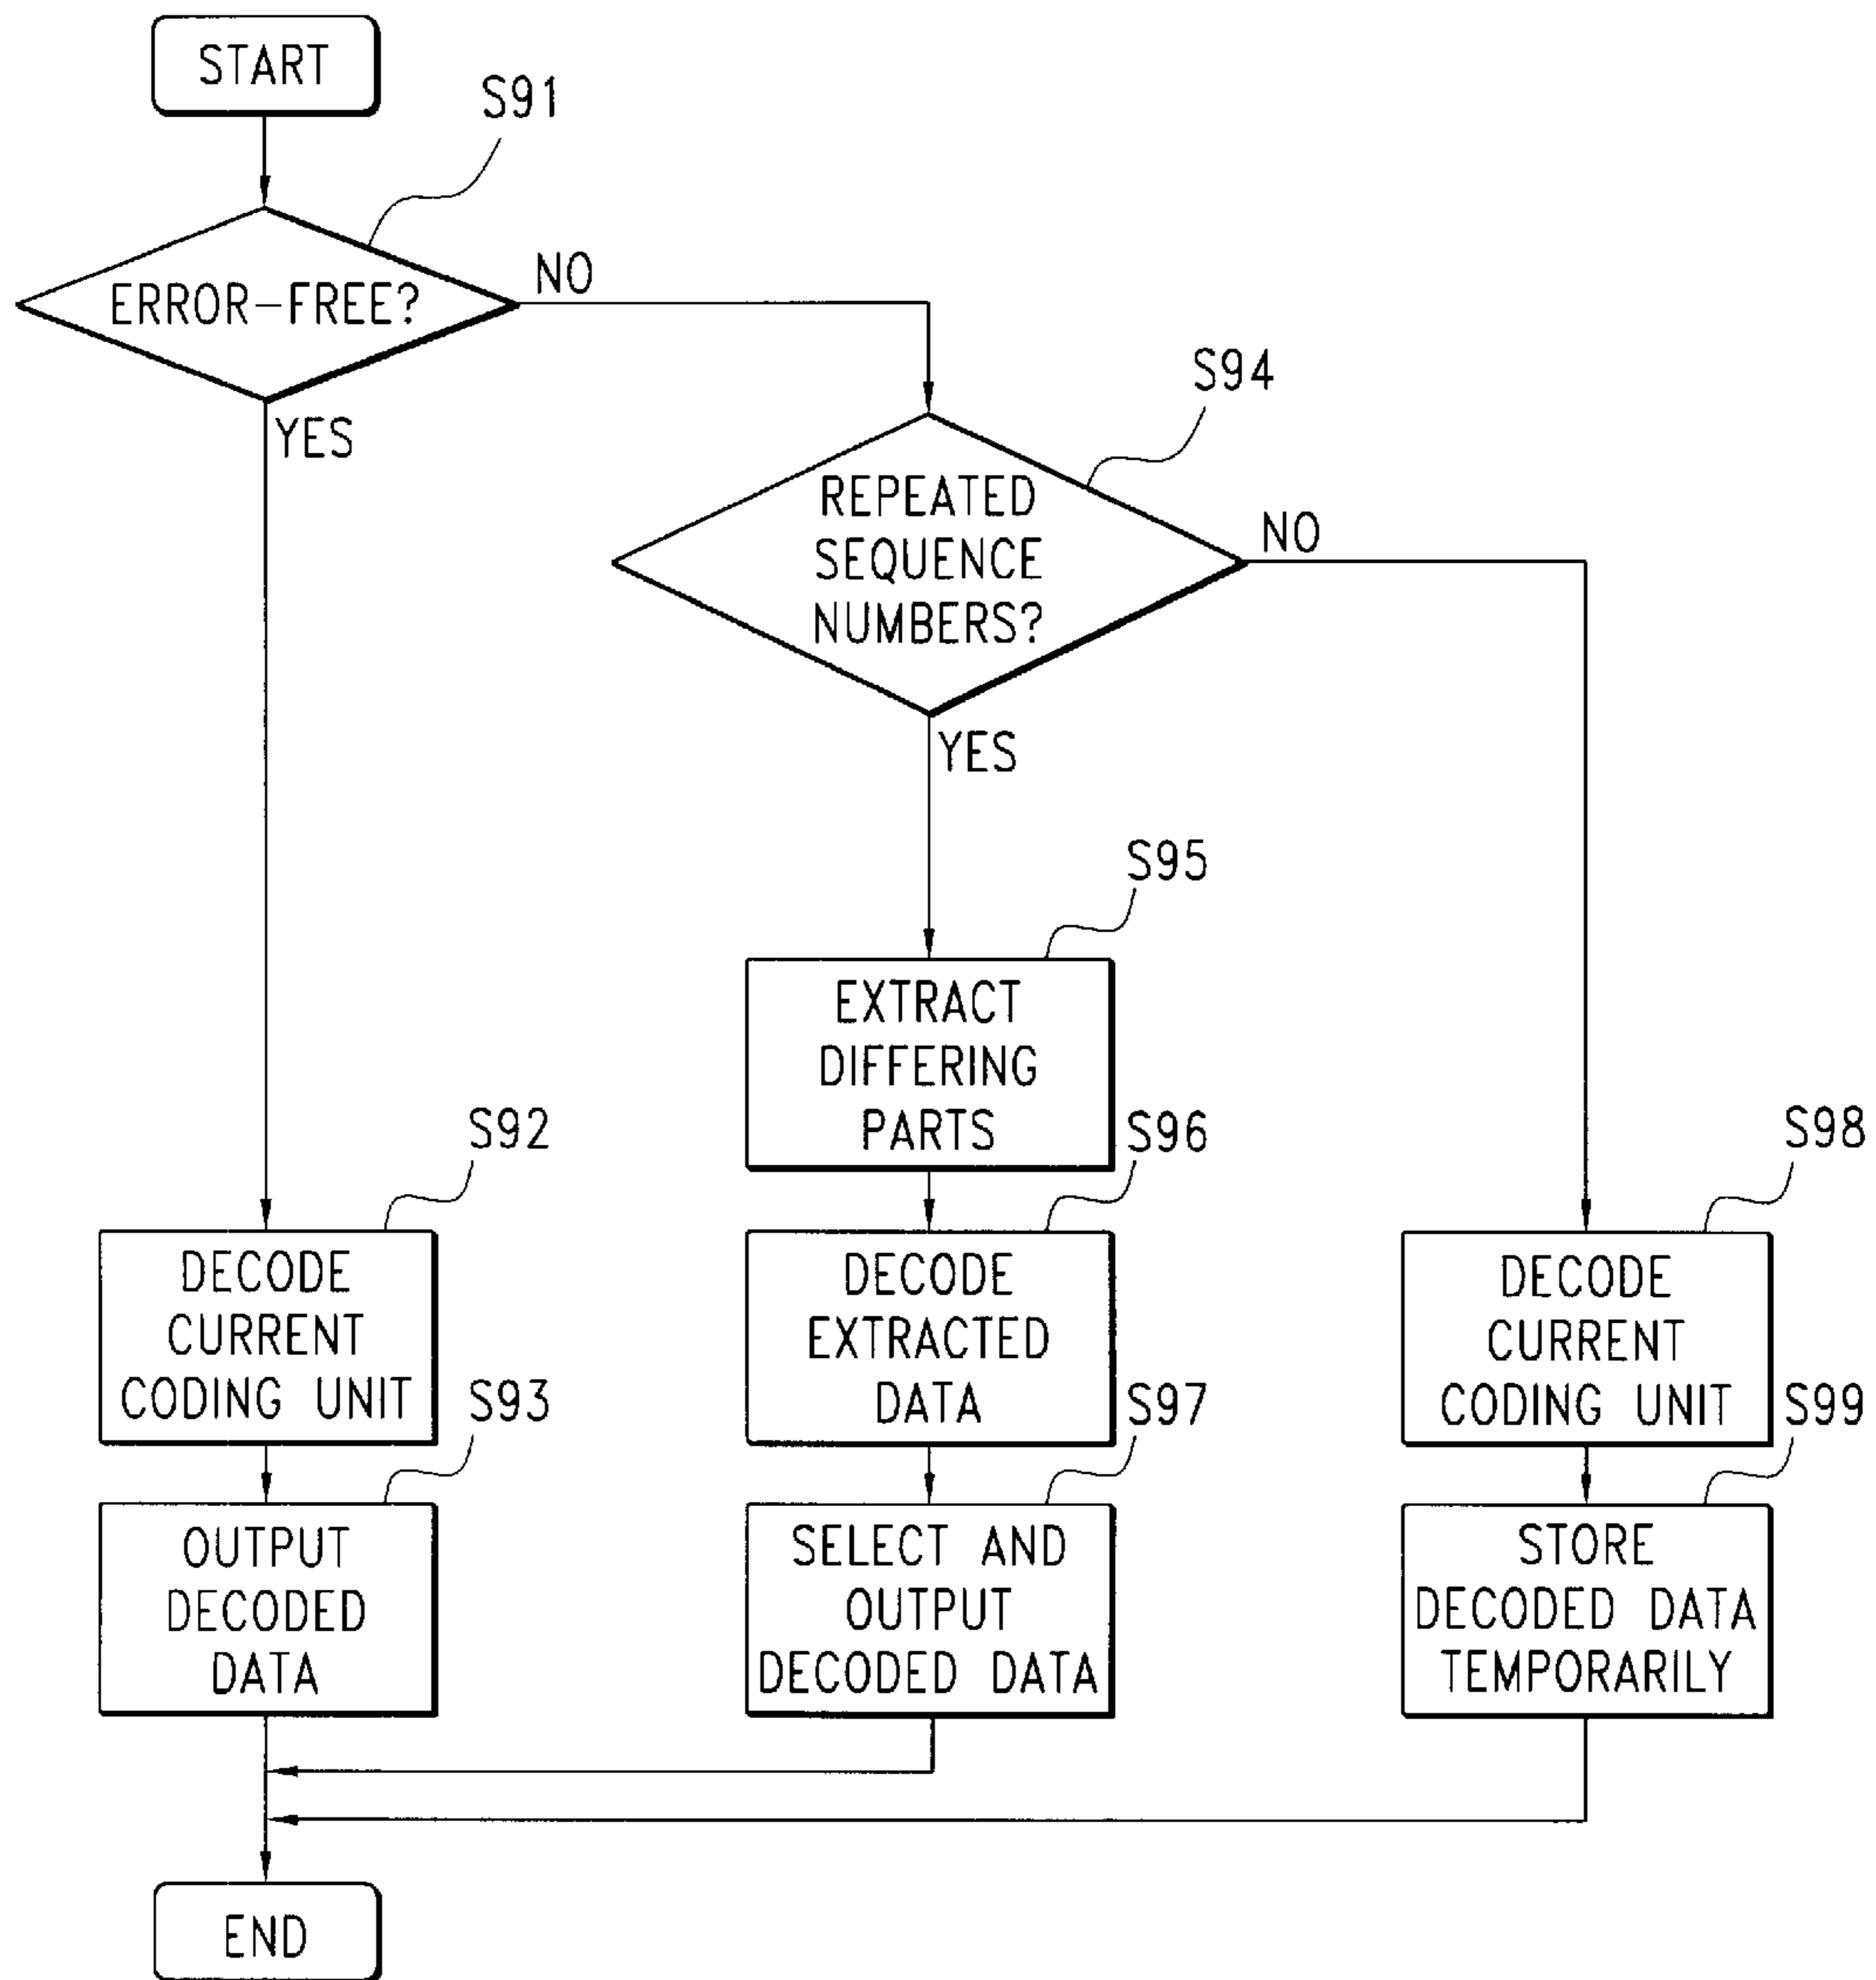 START
S91
ERROR-FREE?
NO
YES
S94
REPEATED
SEQUENCE
NUMBERS?
NO
YES
S95
EXTRACT
DIFFERING
PARTS
S92
DECODE
CURRENT
CODING UNIT
S96
DECODE
EXTRACTED
DATA
S98
DECODE
CURRENT
CODING UNIT
S93
OUTPUT
DECODED
DATA
S97
SELECT AND
OUTPUT
DECODED DATA
S99
STORE
DECODED DATA
TEMPORARILY
END